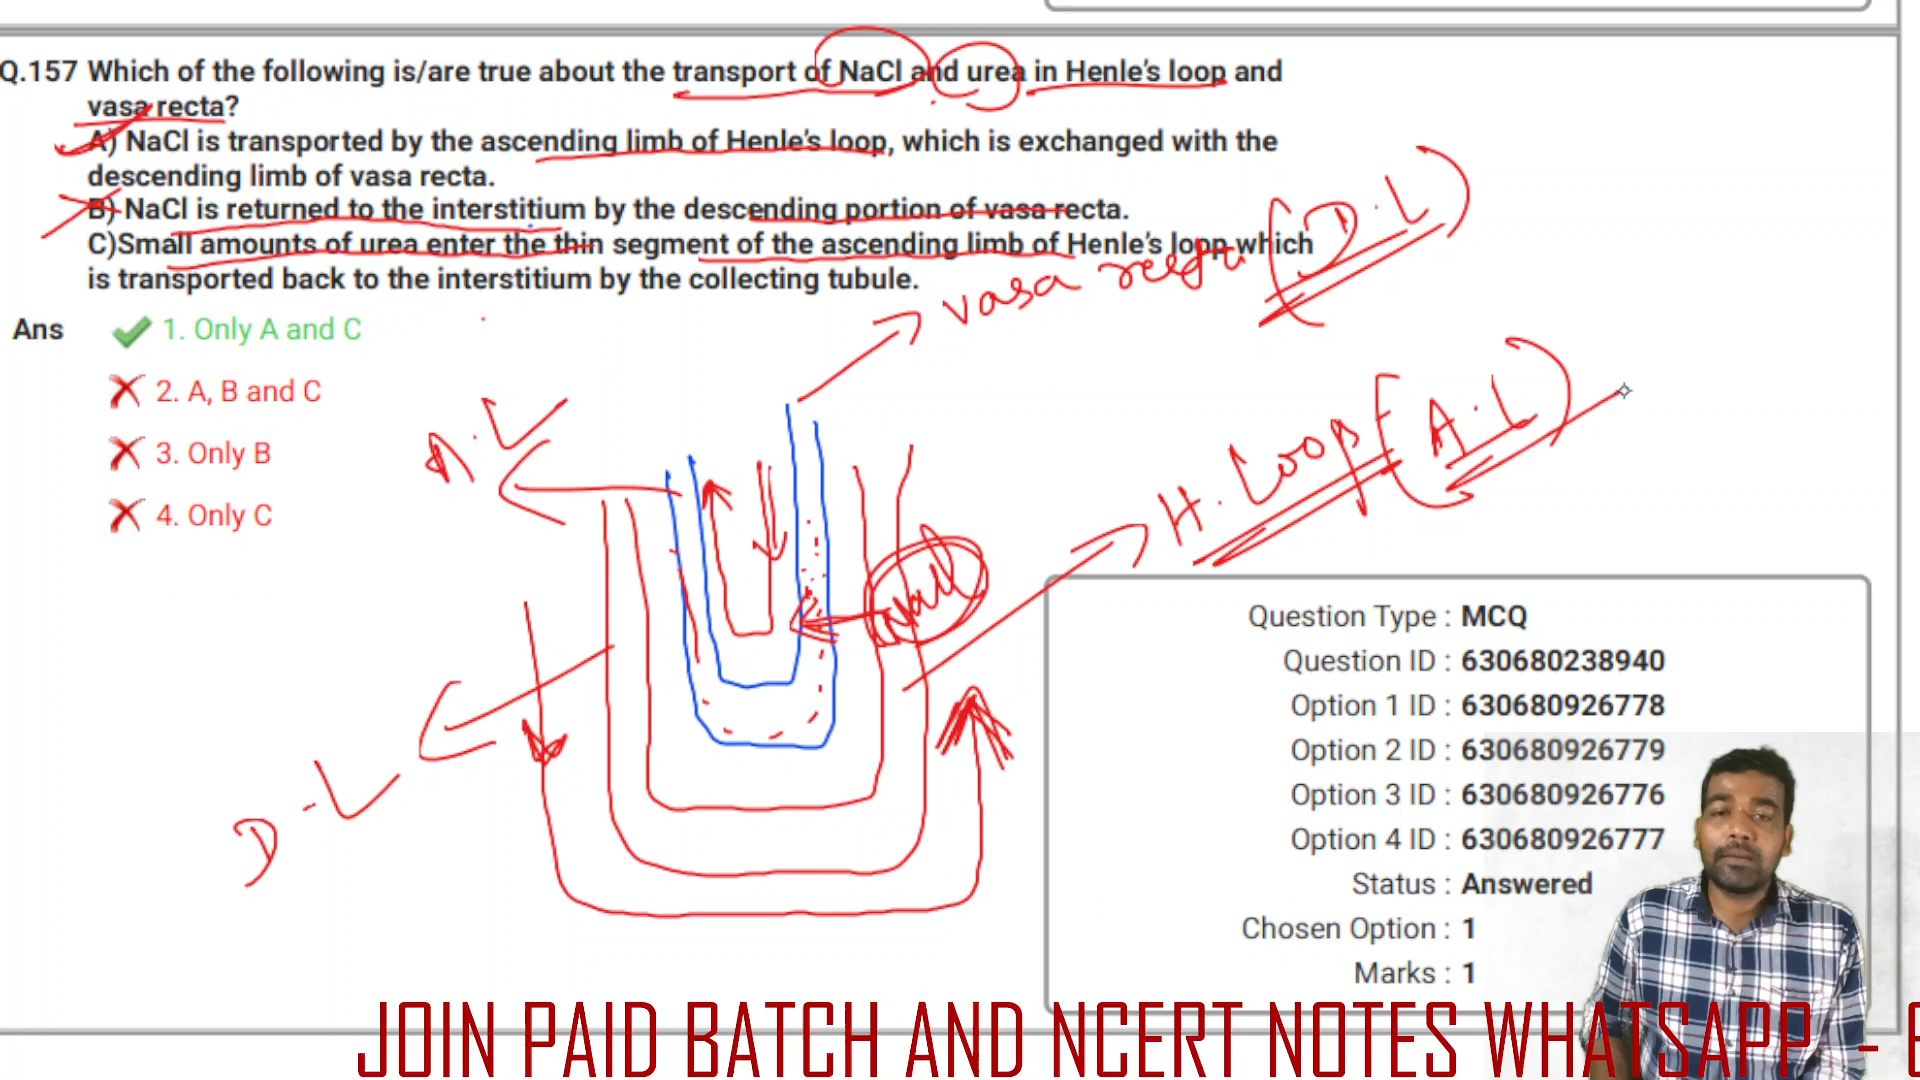 Q.157 Which of the following is/are true about the transport of NaCl and urea in Henle's loop and
vasa recta?
A) NaCl is transported by the ascending limb of Henle's loop, which is exchanged with the
descending limb of vasa recta.
B) NaCl is returned to the interstitium by the descending portion of vasa recta.
C)Small amounts of urea enter the thin segment of the ascending limb of Henle's loop which
is transported back to the interstitium by the collecting tubule.
Ans
1. Only A and C
2. A, B and C
3. Only B
4. Only C
vasa recta (D.L)
H. Loop (A.L)
A.L
NaCl
D-L
Question Type : MCQ
Question ID : 630680238940
Option 1 ID : 630680926778
Option 2 ID : 630680926779
Option 3 ID : 630680926776
Option 4 ID : 630680926777
Status : Answered
Chosen Option : 1
Marks : 1
JOIN PAID BATCH AND NCERT NOTES WHATSAPP -